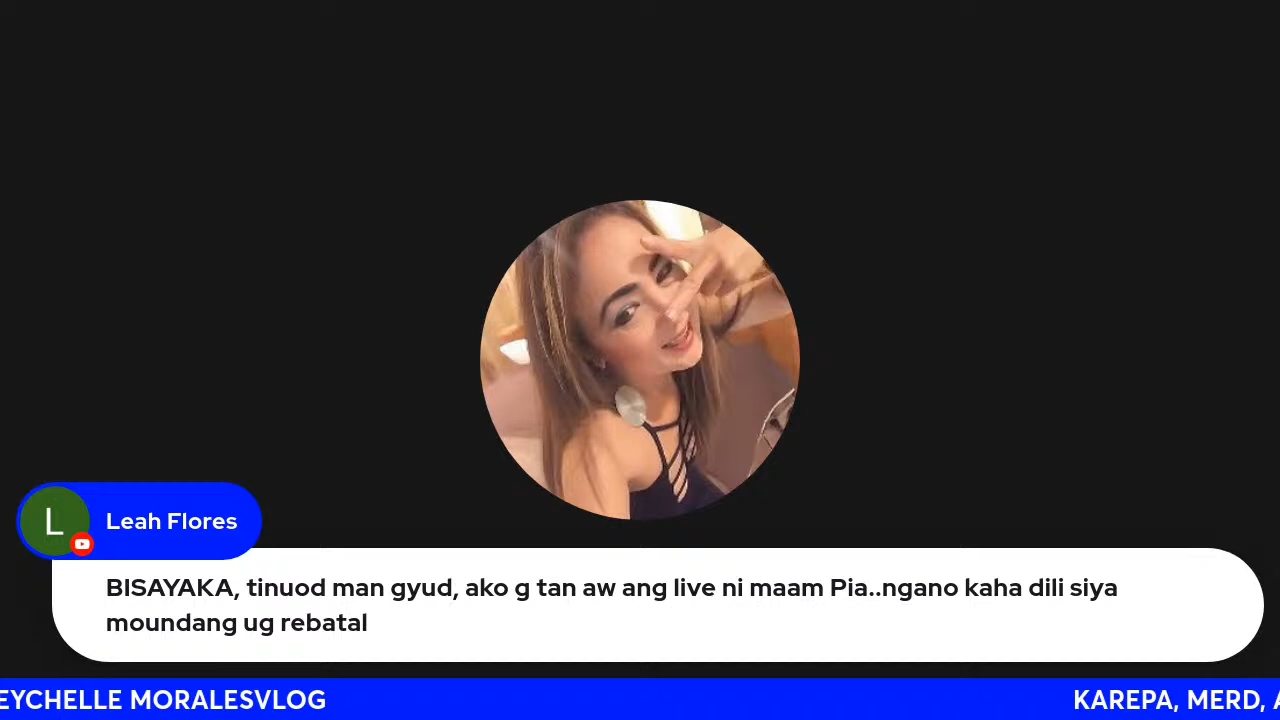 L
Leah Flores
BISAYAKA, tinuod man gyud, ako g tan aw ang live ni maam Pia..ngano kaha dili siya
moundang ug rebatal
EYCHELLE MORALESVLOG
KAREPA, MERD, A